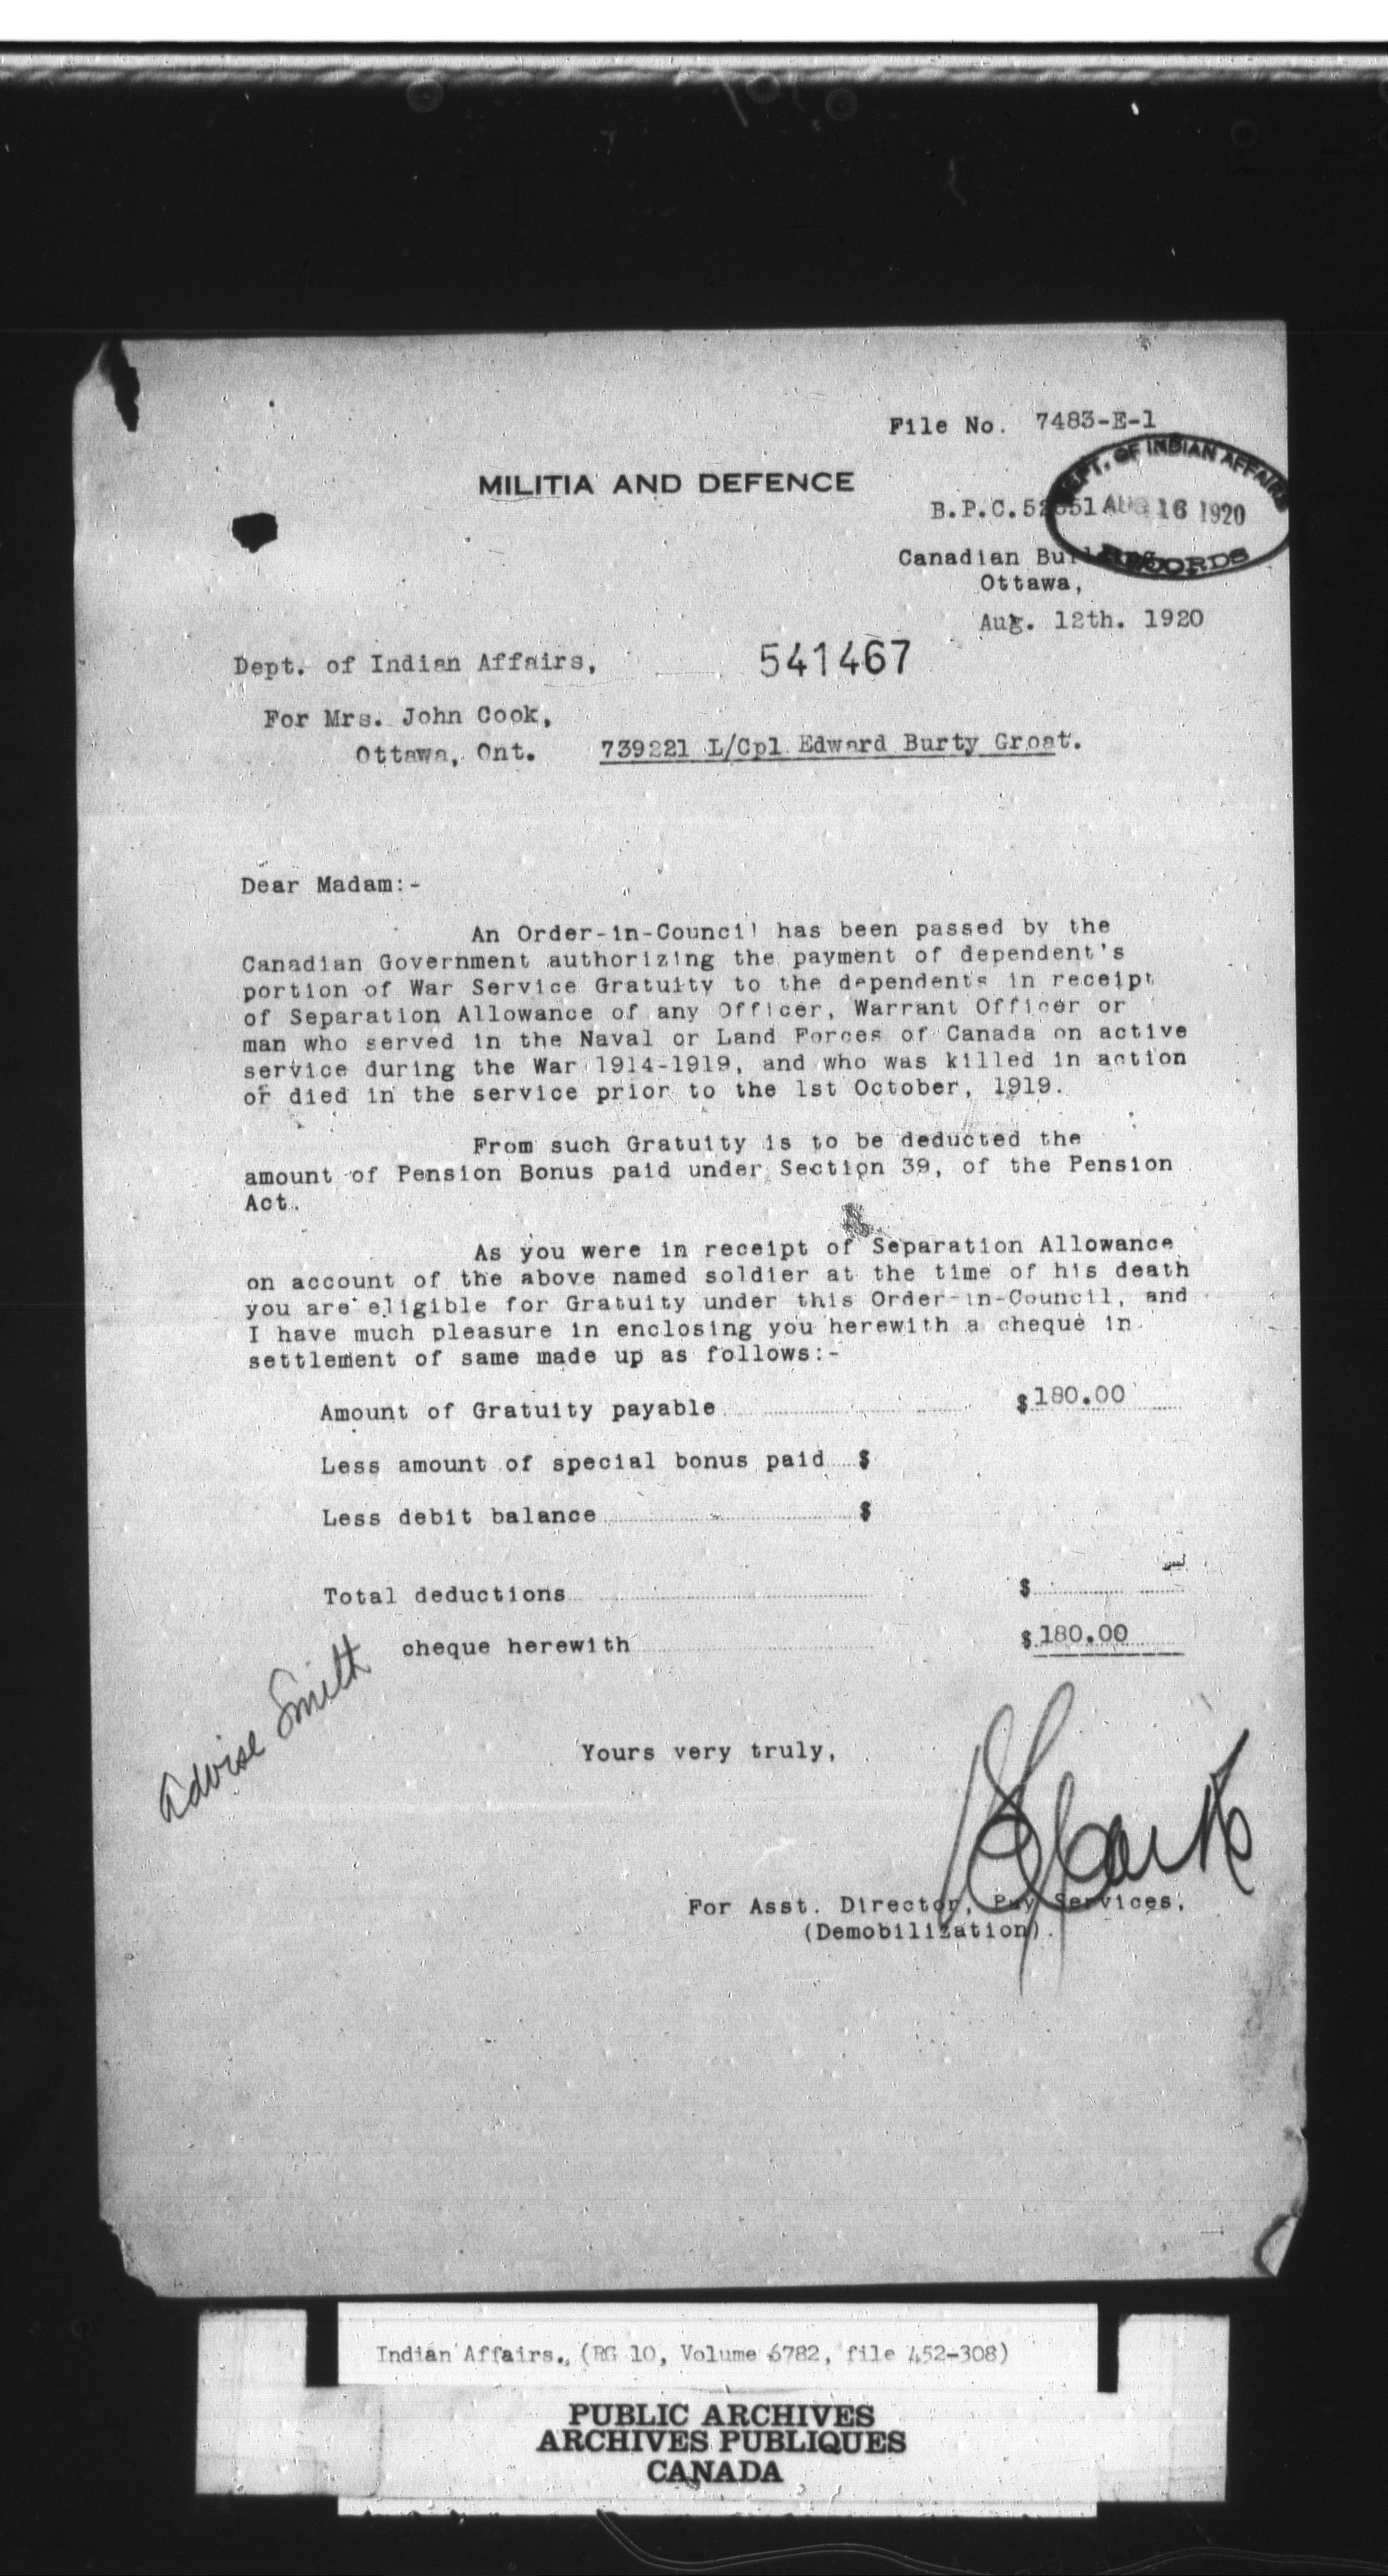 File No. 7483-E-1
MILITIA AND DEFENCE
DEPT. OF INDIAN AFFAIRS
AUG 16 1920
RECORDS
B.P.C.
Canadian
Ottawa,
Aug. 12th. 1920
Dept. of Indian Affairs,
541467
For Mrs. John Cook,
Ottawa, Ont.
739221 L/Cpl Edward Burty Groat.
Dear Madam:-
An Order-in-Council has been passed by the
Canadian Government authorizing the payment of dependent's
portion of War Service Gratuity to the dependents in receipt
of Separation Allowance of any Officer, Warrant Officer or
man who served in the Naval or Land Forces of Canada on active
service during the War 1914-1919, and who was killed in action
or died in the service prior to the 1st October, 1919.
From such Gratuity is to be deducted the
amount of Pension Bonus paid under Section 39, of the Pension
Act.
As you were in receipt of Separation Allowance
on account of the above named soldier at the time of his death
you are eligible for Gratuity under this Order-in-Council, and
I have much pleasure in enclosing you herewith a cheque in
settlement of same made up as follows:-
Amount of Gratuity payable $180.00
Less amount of special bonus paid $
Less debit balance $
Total deductions $
cheque herewith $180.00
Advise Smith
Yours very truly,
For Asst. Director, Pay Services,
(Demobilization).
Indian Affairs. (RG 10, Volume 6782, file 452-308)
PUBLIC ARCHIVES
ARCHIVES PUBLIQUES
CANADA